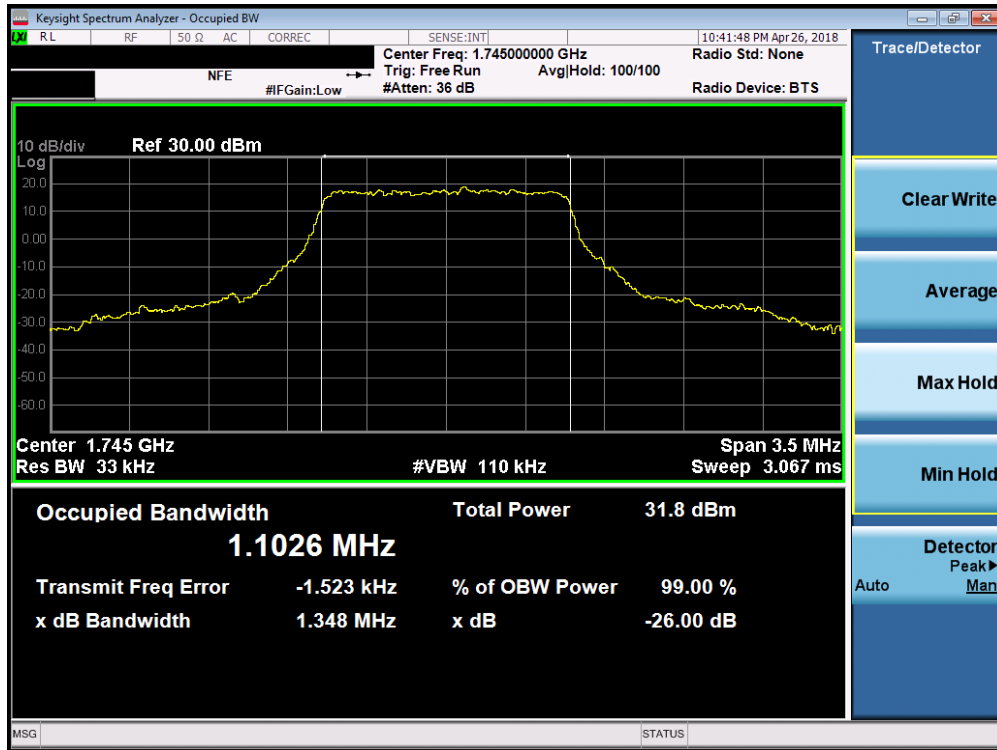 Keysight Spectrum Analyzer - Occupied BW
LXI RL RF 50 Ω AC CORREC SENSE:INT 10:41:48 PM Apr 26, 2018
Center Freq: 1.745000000 GHz Radio Std: None
NFE Trig: Free Run Avg|Hold: 100/100
#IFGain:Low #Atten: 36 dB Radio Device: BTS
10 dB/div Ref 30.00 dBm
Log
20.0
10.0
0.00
-10.0
-20.0
-30.0
-40.0
-50.0
-60.0
Center 1.745 GHz Span 3.5 MHz
Res BW 33 kHz #VBW 110 kHz Sweep 3.067 ms
Occupied Bandwidth Total Power 31.8 dBm
1.1026 MHz
Transmit Freq Error -1.523 kHz % of OBW Power 99.00 %
x dB Bandwidth 1.348 MHz x dB -26.00 dB
MSG STATUS
Trace/Detector
Clear Write
Average
Max Hold
Min Hold
Detector
Peak▶
Auto Man